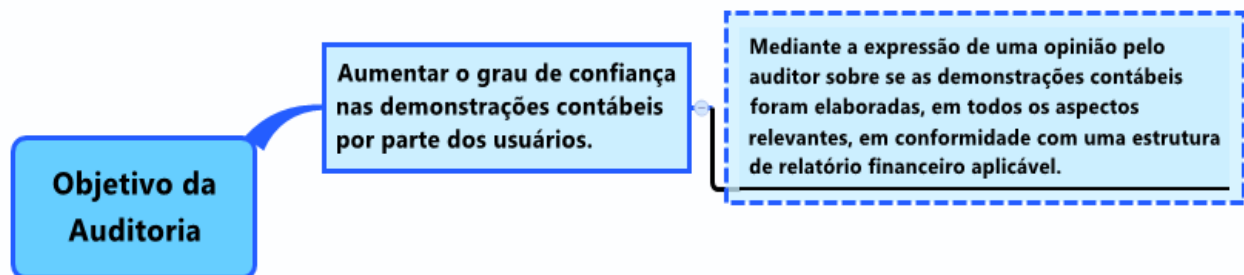 Objetivo da
Auditoria
Aumentar o grau de confiança
nas demonstrações contábeis
por parte dos usuários.
Mediante a expressão de uma opinião pelo
auditor sobre se as demonstrações contábeis
foram elaboradas, em todos os aspectos
relevantes, em conformidade com uma estrutura
de relatório financeiro aplicável.